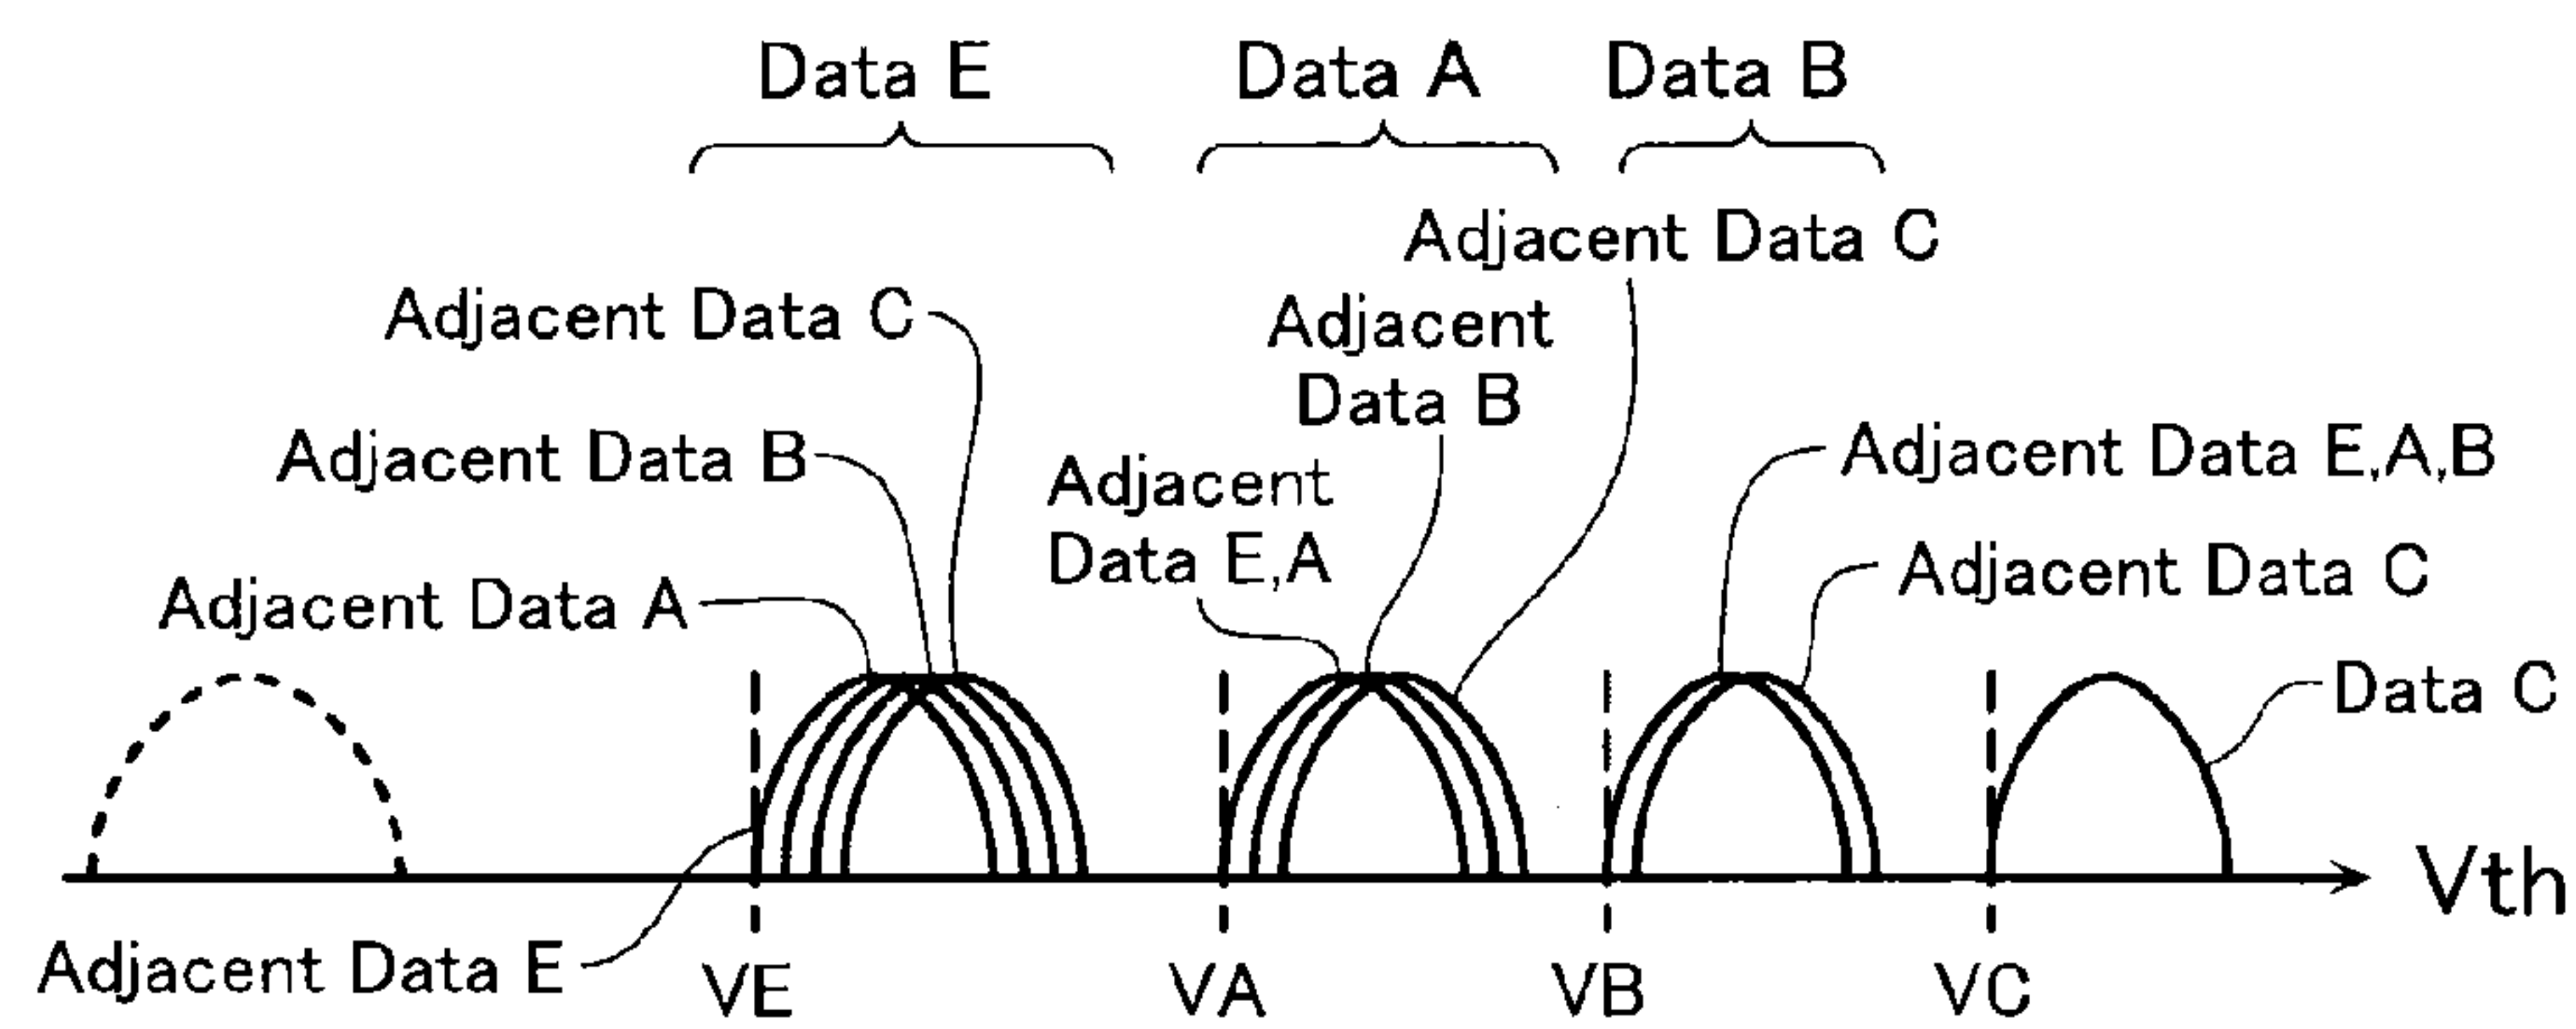 Data E
Data A
Data B
Adjacent Data C
Adjacent Data C
Adjacent
Data B
Adjacent Data B
Adjacent Data E,A,B
Adjacent
Data E,A
Adjacent Data C
Adjacent Data A
Data C
Vth
Adjacent Data E
VE
VA
VB
VC